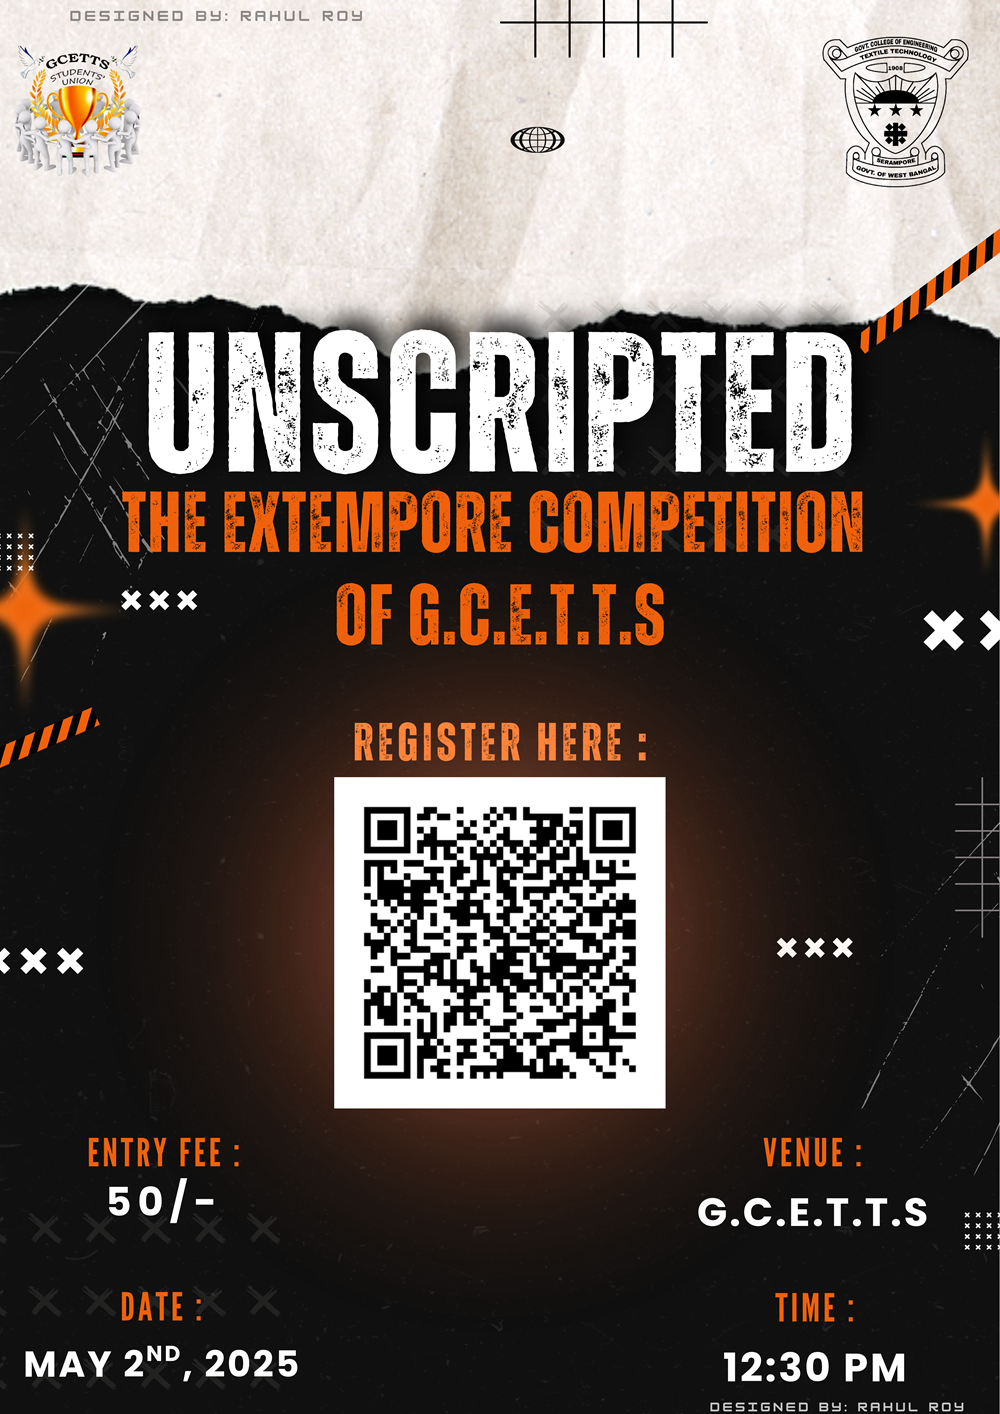 DESIGNED BY: RAHUL ROY
GCETTS
STUDENTS'
UNION
GOVT. COLLEGE OF ENGINEERING
TEXTILE TECHNOLOGY
1908
SERAMPORE
GOVT. OF WEST BANGAL
UNSCRIPTED
THE EXTEMPORE COMPETITION
OF G.C.E.T.T.S
REGISTER HERE :
ENTRY FEE :
50/-
VENUE :
G.C.E.T.T.S
DATE :
MAY 2ND, 2025
TIME :
12:30 PM
DESIGNED BY: RAHUL ROY